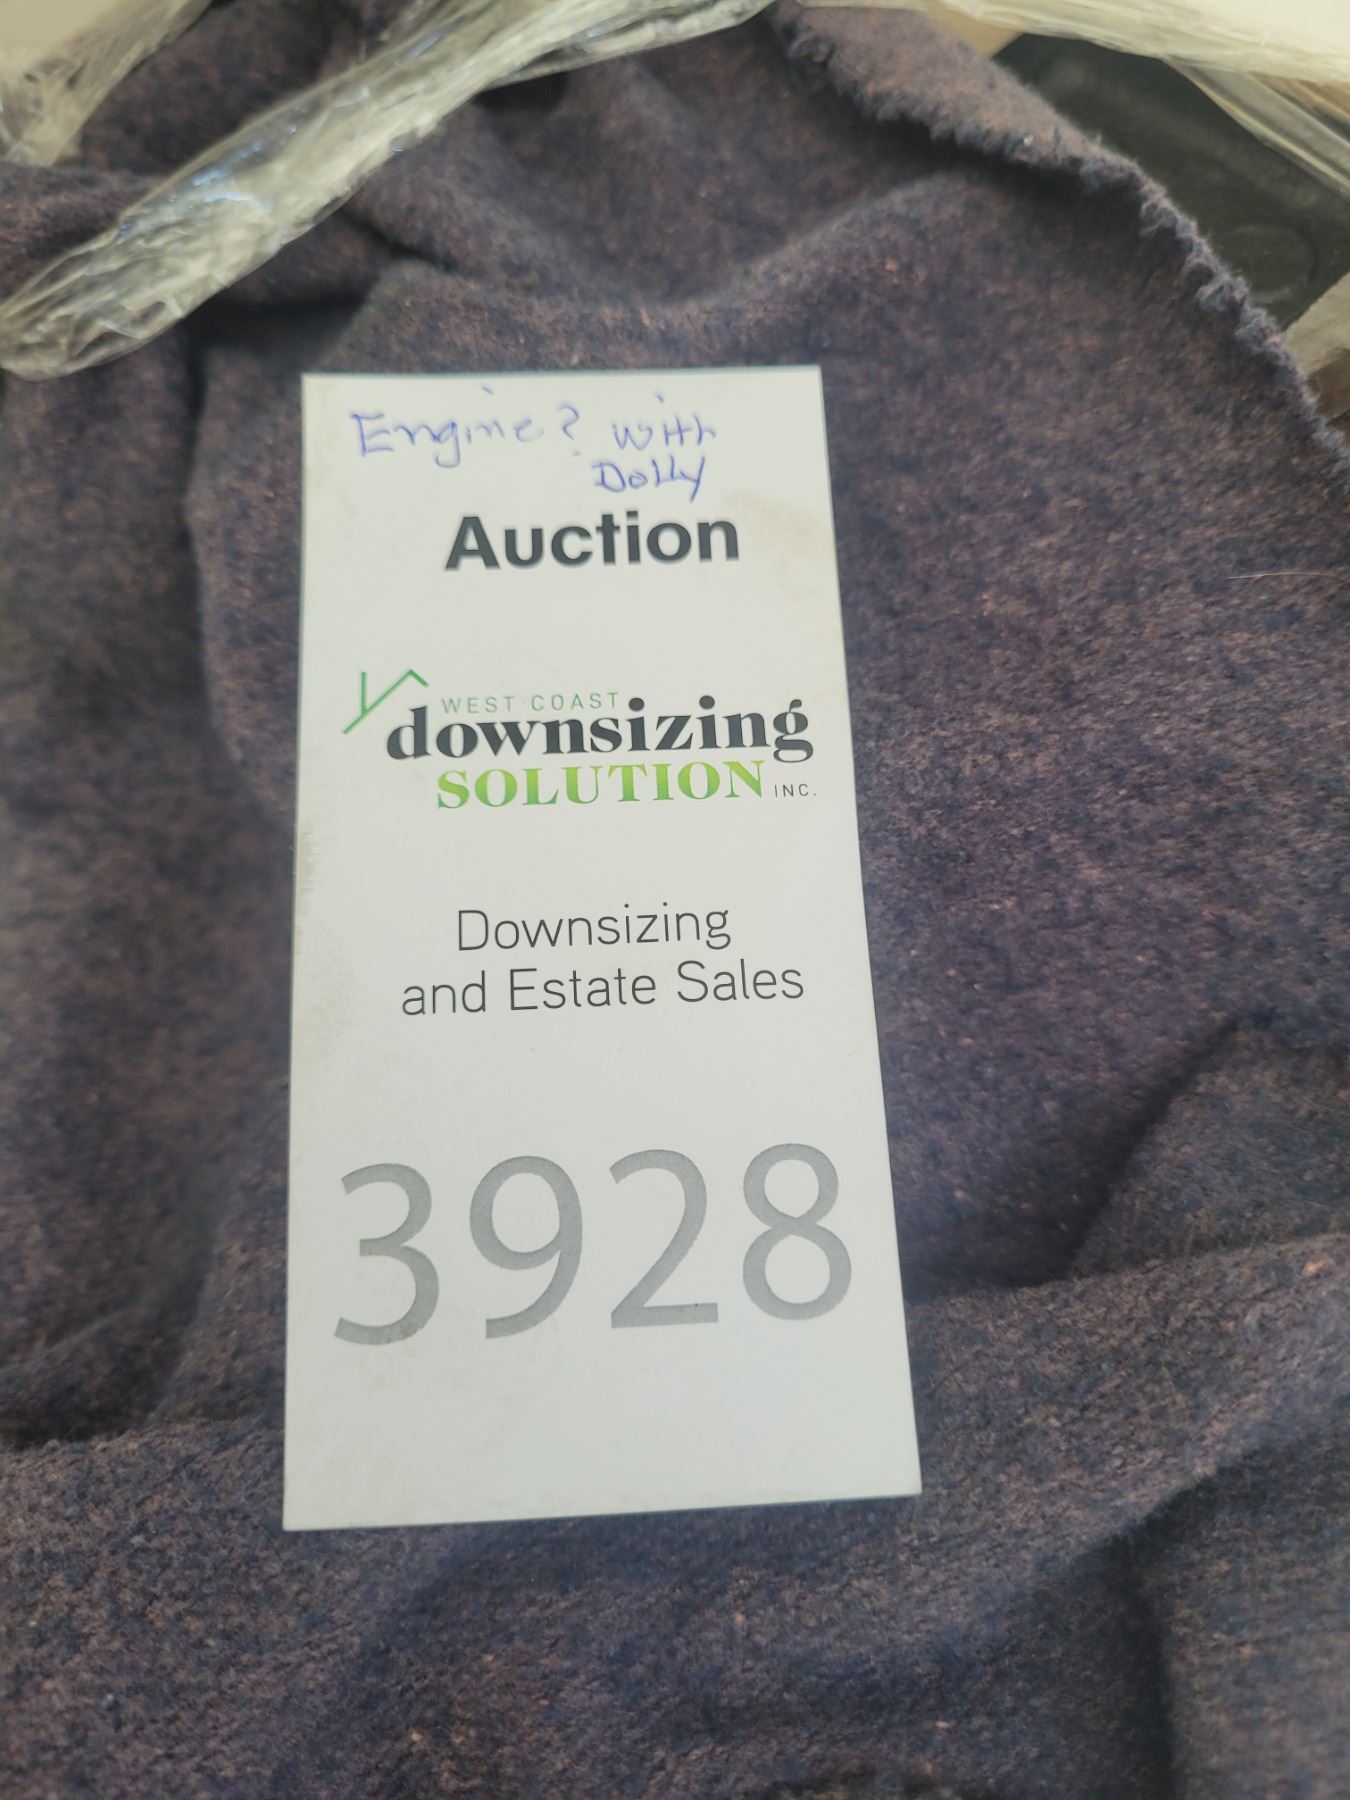 Engine? with
Dolly
Auction
WEST COAST
downsizing
SOLUTION INC.
Downsizing
and Estate Sales
3928